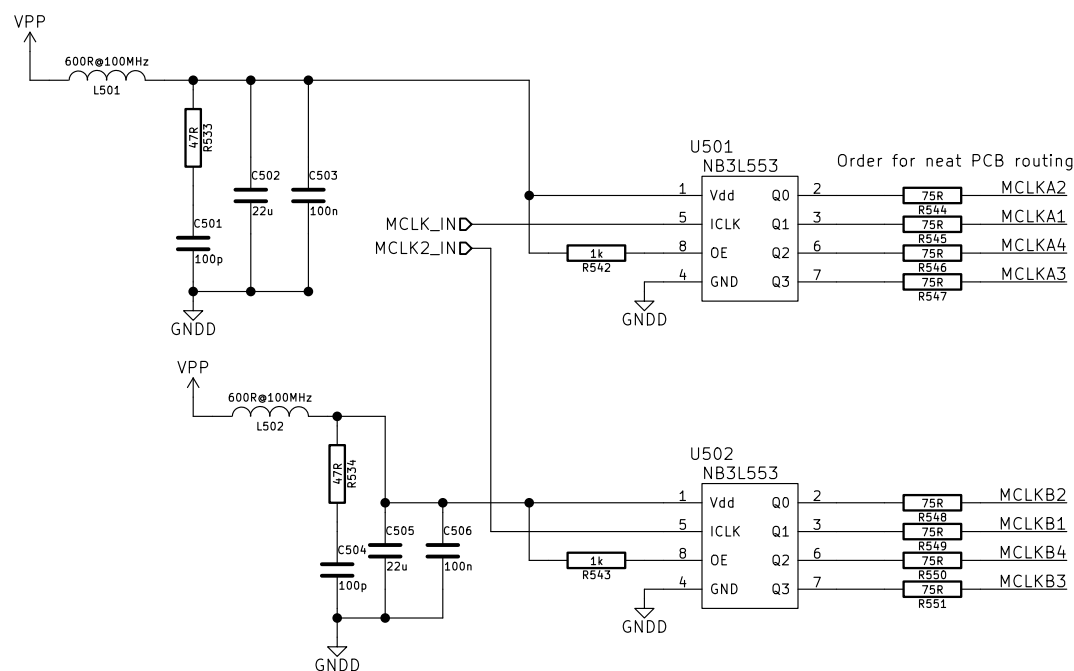 VPP
600R@100MHz
L501
47R
R533
C501
100p
C502
22u
C503
100n
GNDD
MCLK_IN
MCLK2_IN
1k
R542
U501
NB3L553
Order for neat PCB routing
1 Vdd Q0 2
5 ICLK Q1 3
8 OE Q2 6
4 GND Q3 7
GNDD
75R MCLKA2
R544
75R MCLKA1
R545
75R MCLKA4
R546
75R MCLKA3
R547
VPP
600R@100MHz
L502
47R
R534
C504
100p
C505
22u
C506
100n
GNDD
1k
R543
U502
NB3L553
1 Vdd Q0 2
5 ICLK Q1 3
8 OE Q2 6
4 GND Q3 7
GNDD
75R MCLKB2
R548
75R MCLKB1
R549
75R MCLKB4
R550
75R MCLKB3
R551